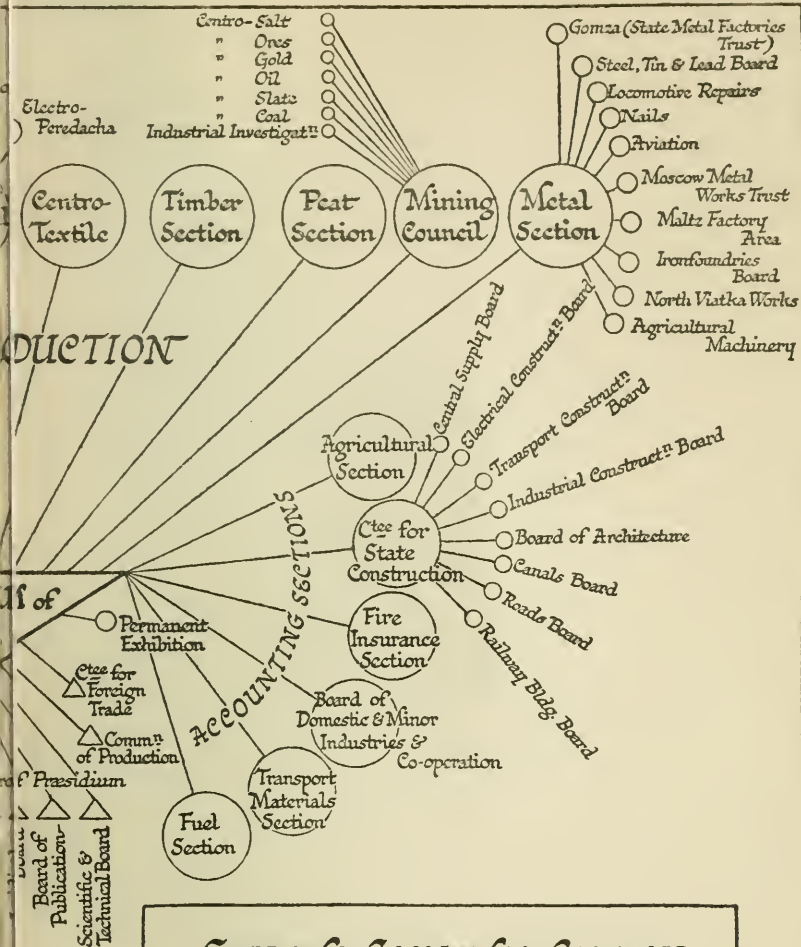 Centro-Salt
" Ores
" Gold
" Oil
" Slate
" Coal
Industrial Investigatn
Electro-
Peredacha
Gomza (State Metal Factories
Trust)
Steel, Tin & Lead Board
Locomotive Repairs
Nails
Aviation
Moscow Metal
Works Trust
Maltz Factory
Area
Ironfoundries
Board
North Viatka Works
Agricultural
Machinery
Centro-
Textile
Timber
Section
Peat
Section
Mining
Council
Metal
Section
DUCTION
Central Supply Board
Electrical Constructn Board
Transport Constructn
Board
Industrial Constructn Board
Board of Architecture
Canals Board
Roads Board
Railway Bldg. Board
Agricultural
Section
Ctee for
State
Construction
Fire
Insurance
Section
Board of
Domestic & Minor
Industries &
Co-operation
Transport
Materials
Section
Fuel
Section
ACCOUNTING SECTIONS
of
Permanent
Exhibition
Ctee for
Foreign
Trade
Commn
of Production
of Præsidium
Board of
Publication
Scientific &
Technical Board